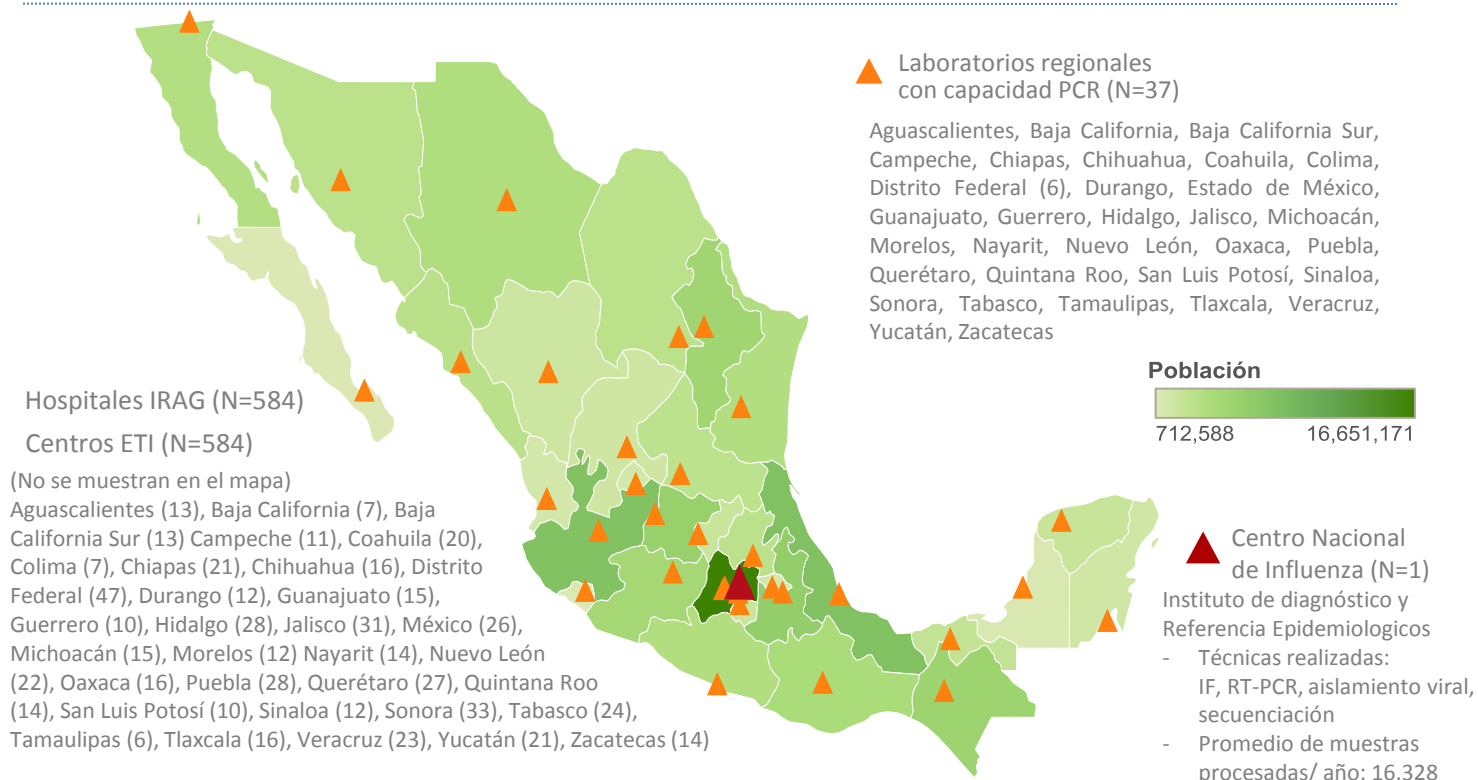 Laboratorios regionales
con capacidad PCR (N=37)
Aguascalientes, Baja California, Baja California Sur,
Campeche, Chiapas, Chihuahua, Coahuila, Colima,
Distrito Federal (6), Durango, Estado de México,
Guanajuato, Guerrero, Hidalgo, Jalisco, Michoacán,
Morelos, Nayarit, Nuevo León, Oaxaca, Puebla,
Querétaro, Quintana Roo, San Luis Potosí, Sinaloa,
Sonora, Tabasco, Tamaulipas, Tlaxcala, Veracruz,
Yucatán, Zacatecas
Población
712,588 16,651,171
Hospitales IRAG (N=584)
Centros ETI (N=584)
(No se muestran en el mapa)
Aguascalientes (13), Baja California (7), Baja
California Sur (13) Campeche (11), Coahuila (20),
Colima (7), Chiapas (21), Chihuahua (16), Distrito
Federal (47), Durango (12), Guanajuato (15),
Guerrero (10), Hidalgo (28), Jalisco (31), México (26),
Michoacán (15), Morelos (12) Nayarit (14), Nuevo León
(22), Oaxaca (16), Puebla (28), Querétaro (27), Quintana Roo
(14), San Luis Potosí (10), Sinaloa (12), Sonora (33), Tabasco (24),
Tamaulipas (6), Tlaxcala (16), Veracruz (23), Yucatán (21), Zacatecas (14)
Centro Nacional
de Influenza (N=1)
Instituto de diagnóstico y
Referencia Epidemiologicos
- Técnicas realizadas:
IF, RT-PCR, aislamiento viral,
secuenciación
- Promedio de muestras
procesadas/ año: 16.328